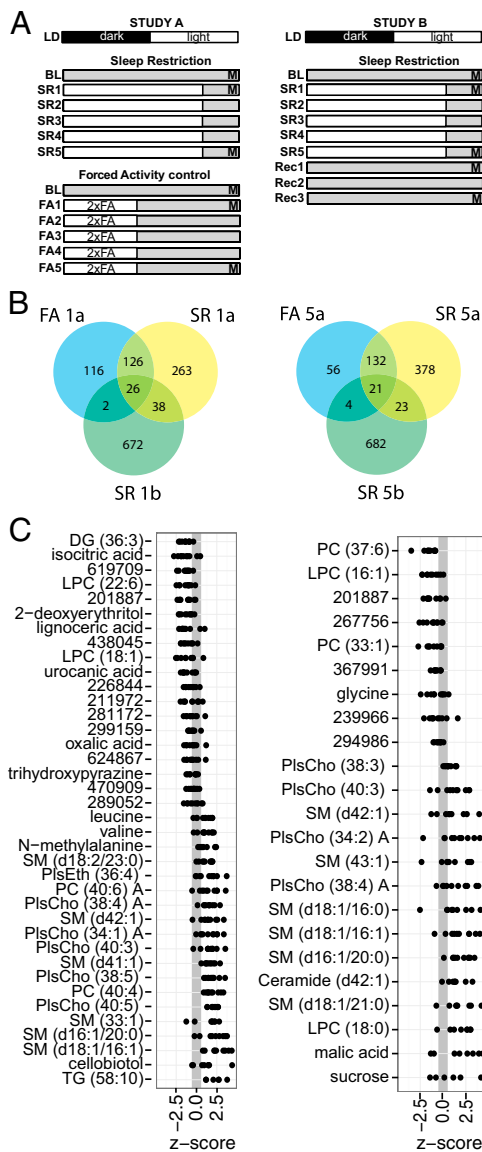 A
STUDY A
LD dark light
Sleep Restriction
BL M
SR1 M
SR2
SR3
SR4
SR5 M
Forced Activity control
BL M
FA1 2xFA M
FA2 2xFA
FA3 2xFA
FA4 2xFA
FA5 2xFA M
STUDY B
LD dark light
Sleep Restriction
BL M
SR1 M
SR2
SR3
SR4
SR5 M
Rec1 M
Rec2
Rec3 M
B
FA 1a
SR 1a
116
126
263
26
2
38
672
SR 1b
FA 5a
SR 5a
56
132
378
21
4
23
682
SR 5b
C
DG (36:3)
isocitric acid
619709
LPC (22:6)
201887
2-deoxyerythritol
lignoceric acid
438045
LPC (18:1)
urocanic acid
226844
211972
281172
299159
oxalic acid
624867
trihydroxypyrazine
470909
289052
leucine
valine
N-methylalanine
SM (d18:2/23:0)
PlsEth (36:4)
PC (40:6) A
PlsCho (38:4) A
SM (d42:1)
PlsCho (34:1) A
PlsCho (40:3)
SM (d41:1)
PlsCho (38:5)
PC (40:4)
PlsCho (40:5)
SM (33:1)
SM (d16:1/20:0)
SM (d18:1/16:1)
cellobiotol
TG (58:10)
-2.5
0.0
2.5
z-score
PC (37:6)
LPC (16:1)
201887
267756
PC (33:1)
367991
glycine
239966
294986
PlsCho (38:3)
PlsCho (40:3)
SM (d42:1)
PlsCho (34:2) A
SM (43:1)
PlsCho (38:4) A
SM (d18:1/16:0)
SM (d18:1/16:1)
SM (d16:1/20:0)
Ceramide (d42:1)
SM (d18:1/21:0)
LPC (18:0)
malic acid
sucrose
-2.5
0.0
2.5
z-score